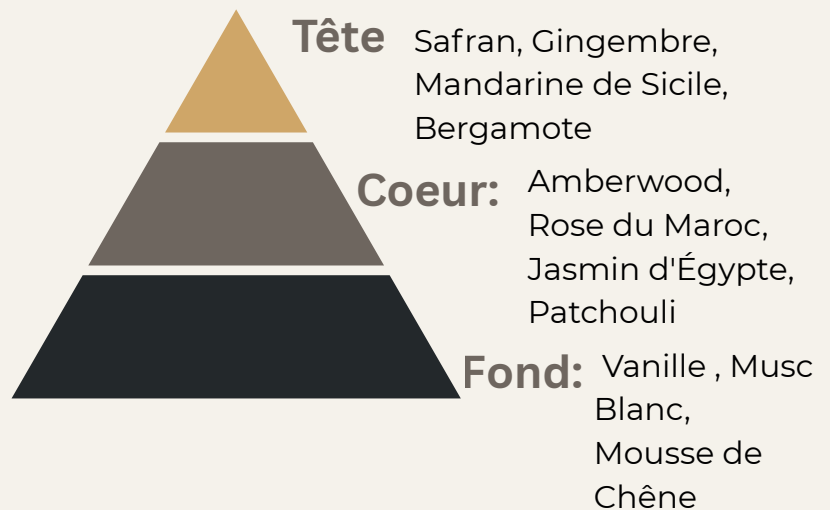 Tête
Safran, Gingembre,
Mandarine de Sicile,
Bergamote
Coeur:
Amberwood,
Rose du Maroc,
Jasmin d'Égypte,
Patchouli
Fond:
Vanille , Musc
Blanc,
Mousse de
Chêne